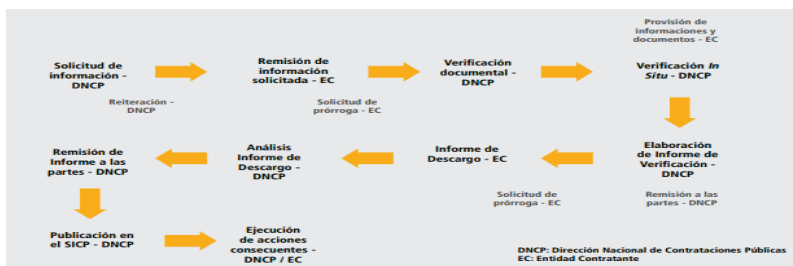 Provisión de
informaciones y
documentos - EC
Solicitud de
información -
DNCP
Remisión de
información
solicitada - EC
Verificación
documental -
DNCP
Verificación In
Situ - DNCP
Reiteración -
DNCP
Solicitud de
prórroga - EC
Remisión de
Informe a las
partes - DNCP
Análisis
Informe de
Descargo -
DNCP
Informe de
Descargo - EC
Elaboración
de Informe de
Verificación -
DNCP
Solicitud de
prórroga - EC
Remisión a las
partes - DNCP
Publicación en
el SICP - DNCP
Ejecución
de acciones
consecuentes -
DNCP / EC
DNCP: Dirección Nacional de Contrataciones Públicas
EC: Entidad Contratante